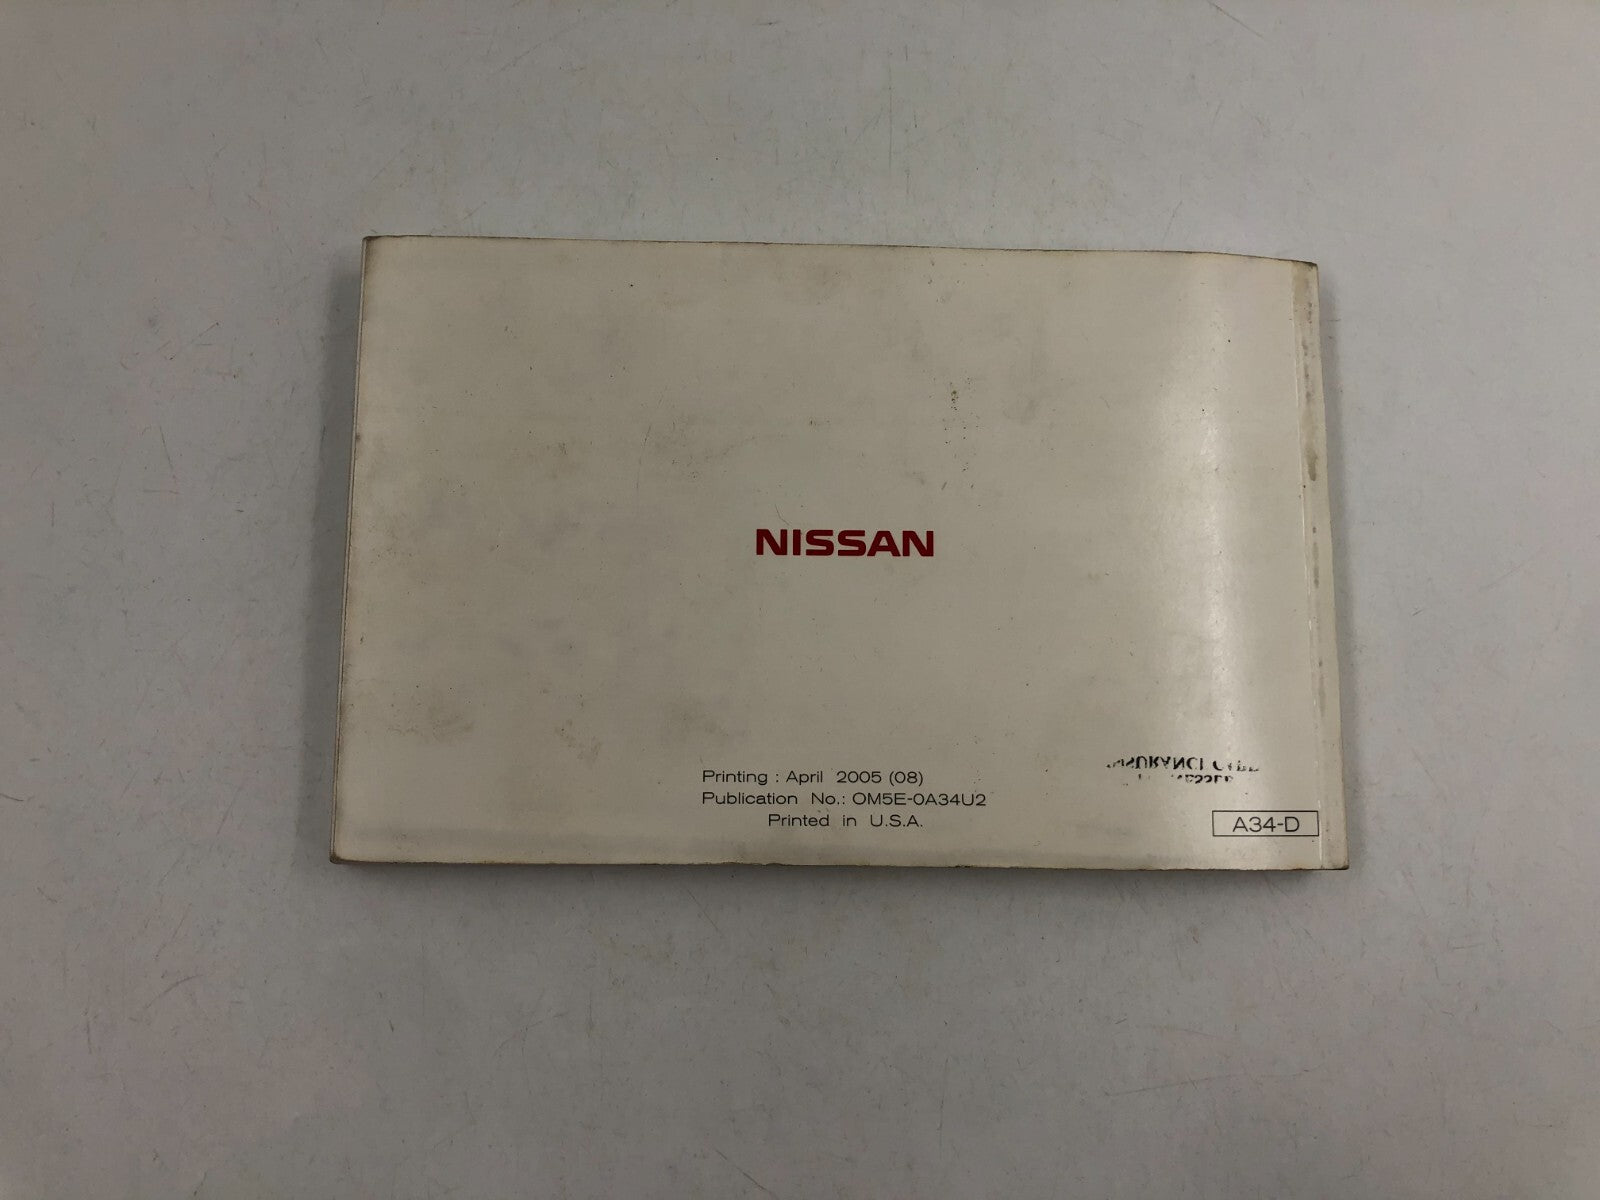 NISSAN
Printing : April 2005 (08)
Publication No.: OM5E-0A34U2
Printed in U.S.A.
A34-D